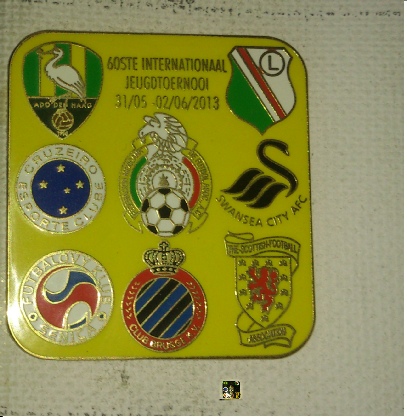 60STE INTERNATIONAAL
JEUGDTOERNOOI
31/05 -02/06/2013
ADO DEN HAAG
L
CRUZEIRO
ESPORTE CLUBE
SWANSEA CITY AFC
FUTBALOVÝ KLUB
SENICA
CLUB BRUGGE K.V.
THE SCOTTISH FOOTBALL
ASSOCIATION